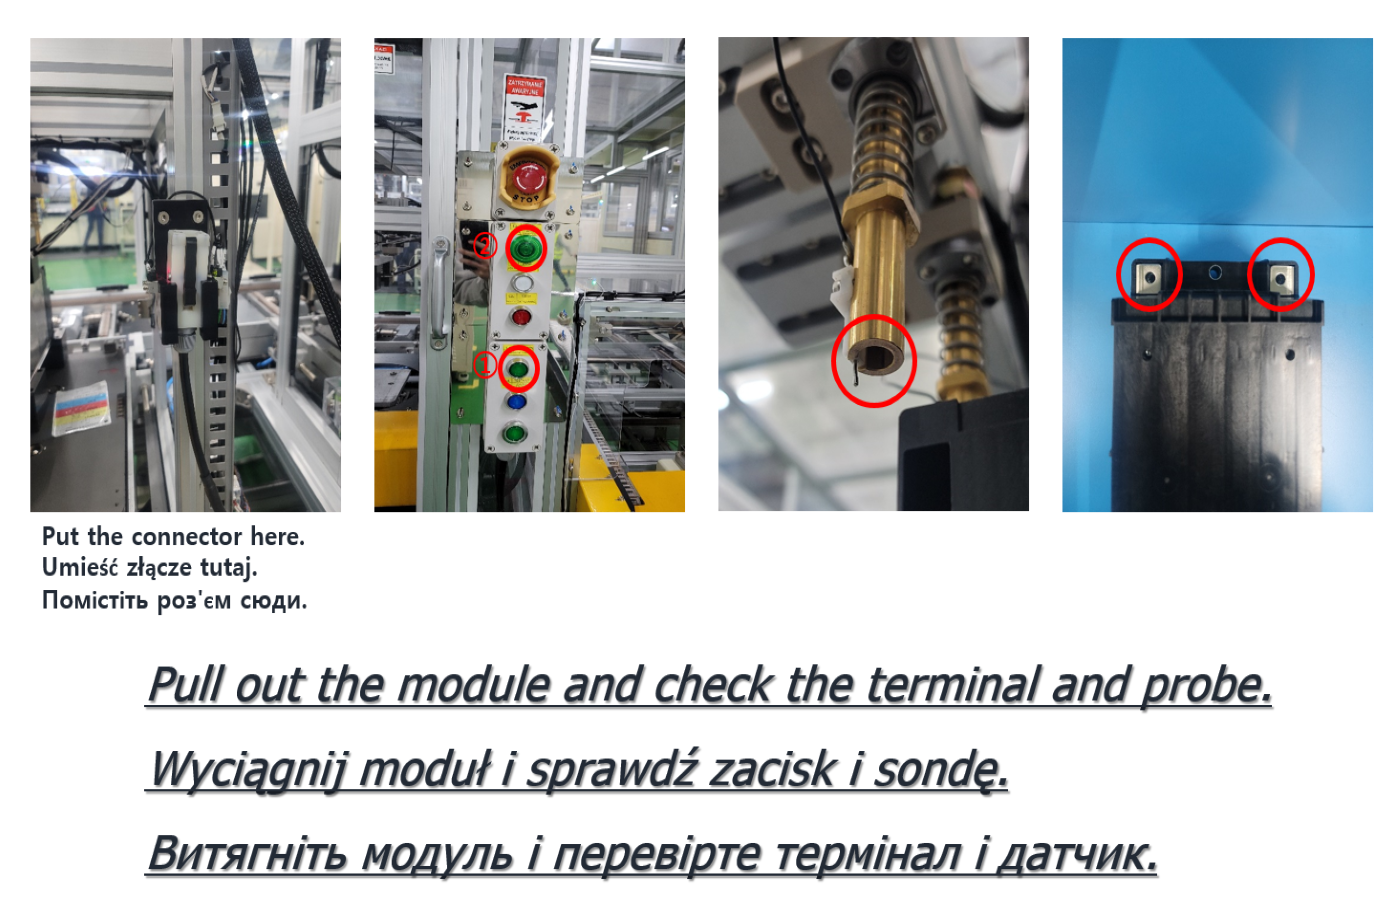 ZATRZYMANIE
AWARYJNE
STOP
②
①
Put the connector here.
Umieść złącze tutaj.
Помістіть роз'єм сюди.
Pull out the module and check the terminal and probe.
Wyciągnij moduł i sprawdź zacisk i sondę.
Витягніть модуль і перевірте термінал і датчик.